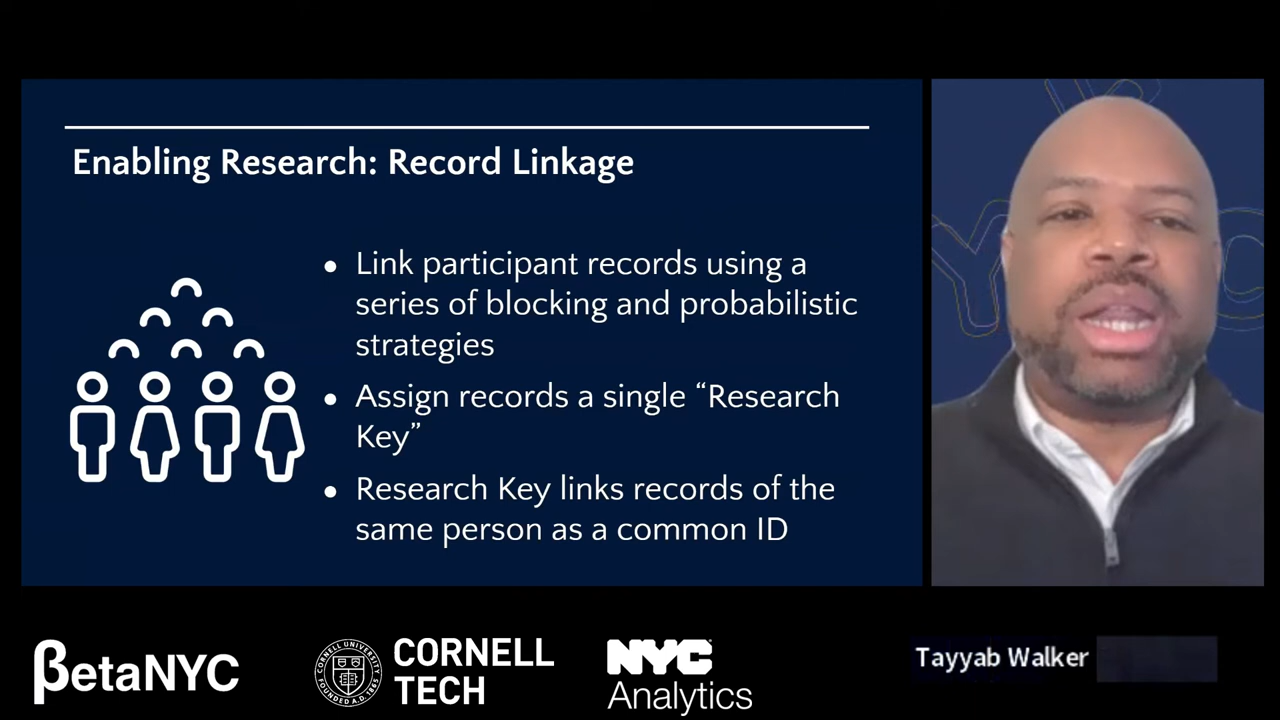 Enabling Research: Record Linkage
• Link participant records using a
series of blocking and probabilistic
strategies
• Assign records a single “Research
Key”
• Research Key links records of the
same person as a common ID
βetaNYC
CORNELL
TECH
NYC
Analytics
Tayyab Walker